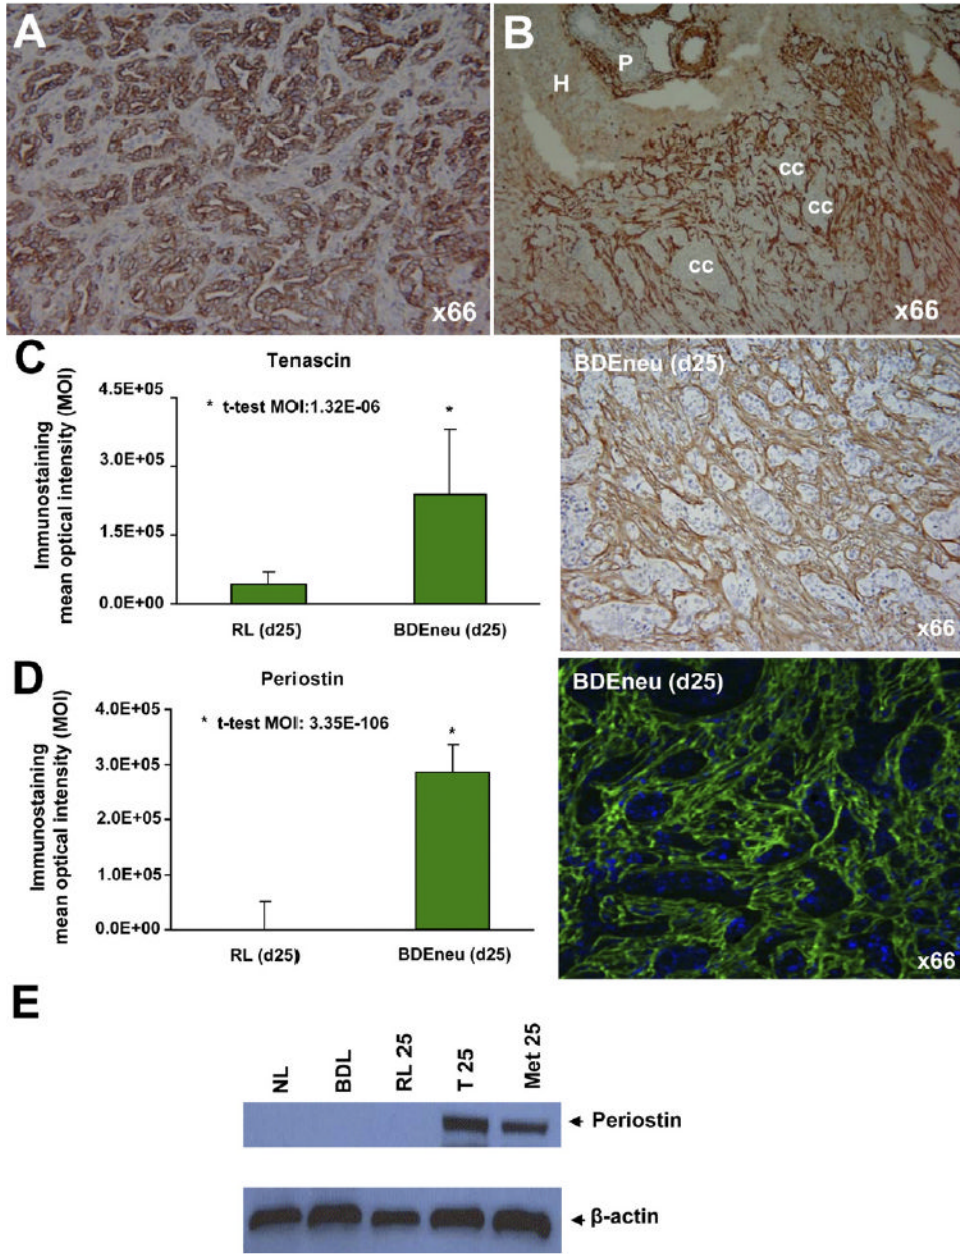 A
x66
B
H
P
cc
cc
cc
x66
C
Tenascin
Immunostaining
mean optical intensity (MOI)
4.5E+05
3.0E+05
1.5E+05
0.0E+00
* t-test MOI:1.32E-06
*
RL (d25)
BDEneu (d25)
BDEneu (d25)
x66
D
Periostin
Immunostaining
mean optical intensity (MOI)
4.0E+05
3.0E+05
2.0E+05
1.0E+05
0.0E+00
* t-test MOI: 3.35E-106
*
RL (d25)
BDEneu (d25)
BDEneu (d25)
x66
E
NL
BDL
RL 25
T 25
Met 25
Periostin
β-actin